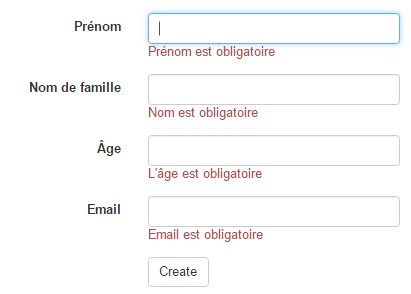 Prénom
Prénom est obligatoire
Nom de famille
Nom est obligatoire
Âge
L'âge est obligatoire
Email
Email est obligatoire
Create